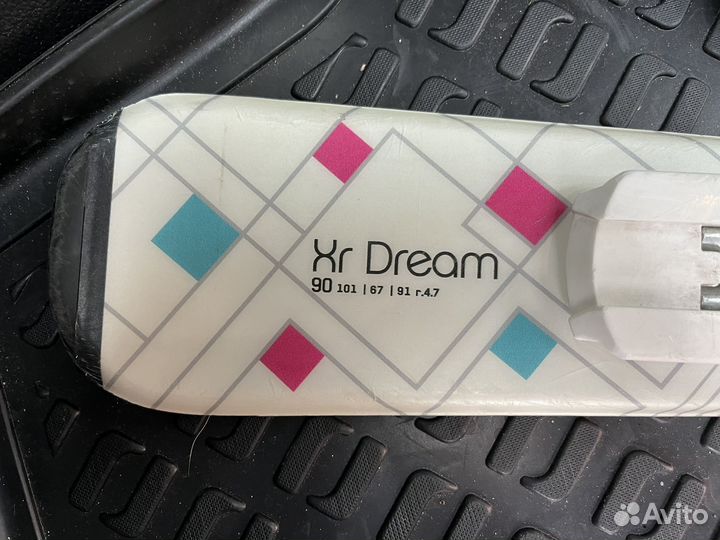 Xr Dream
90 101 | 67 | 91 r.4.7
Avito